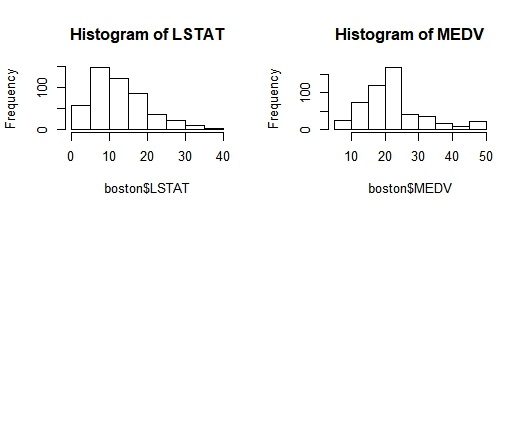 Histogram of LSTAT
Frequency
0
100
0
10
20
30
40
boston$LSTAT
Histogram of MEDV
Frequency
0
100
10
20
30
40
50
boston$MEDV